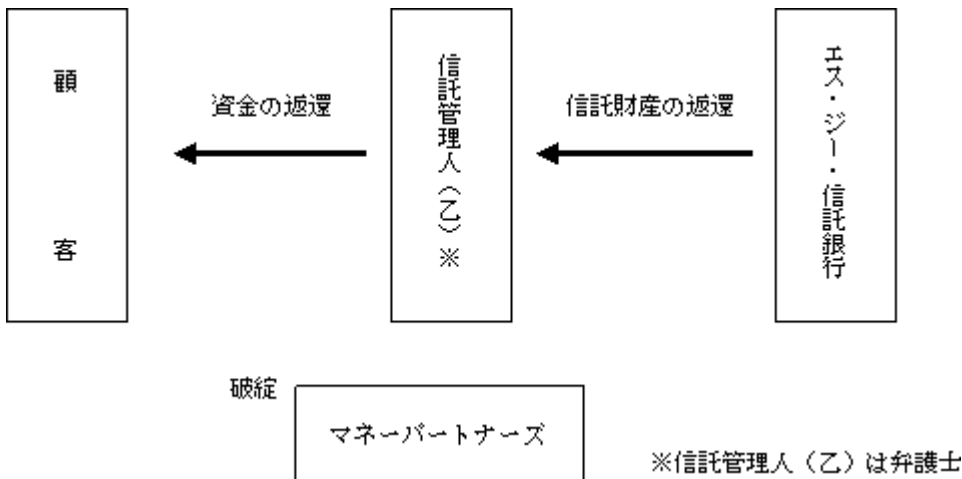 顧客
資金の返還
信託管理人（乙）※
信託財産の返還
エス・ジー・信託銀行
破綻
マネーパートナーズ
※信託管理人（乙）は弁護士